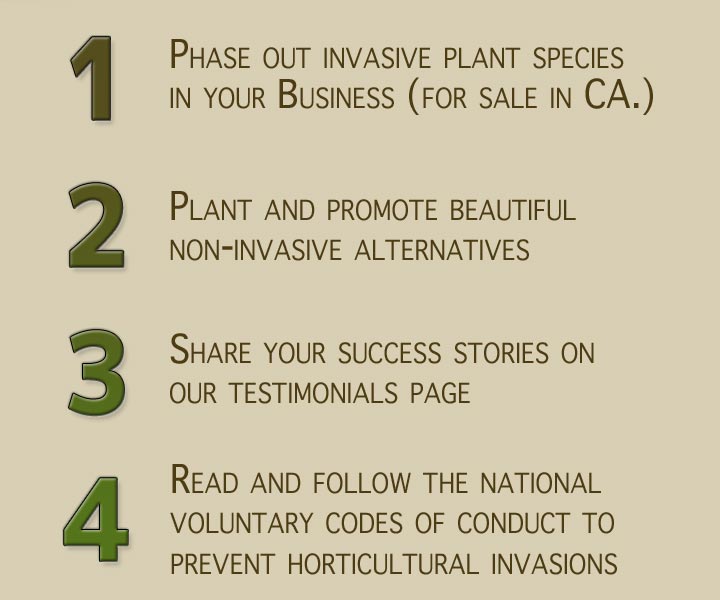 1 Phase out invasive plant species
in your Business (for sale in CA.)
2 Plant and promote beautiful
non-invasive alternatives
3 Share your success stories on
our testimonials page
4 Read and follow the national
voluntary codes of conduct to
prevent horticultural invasions